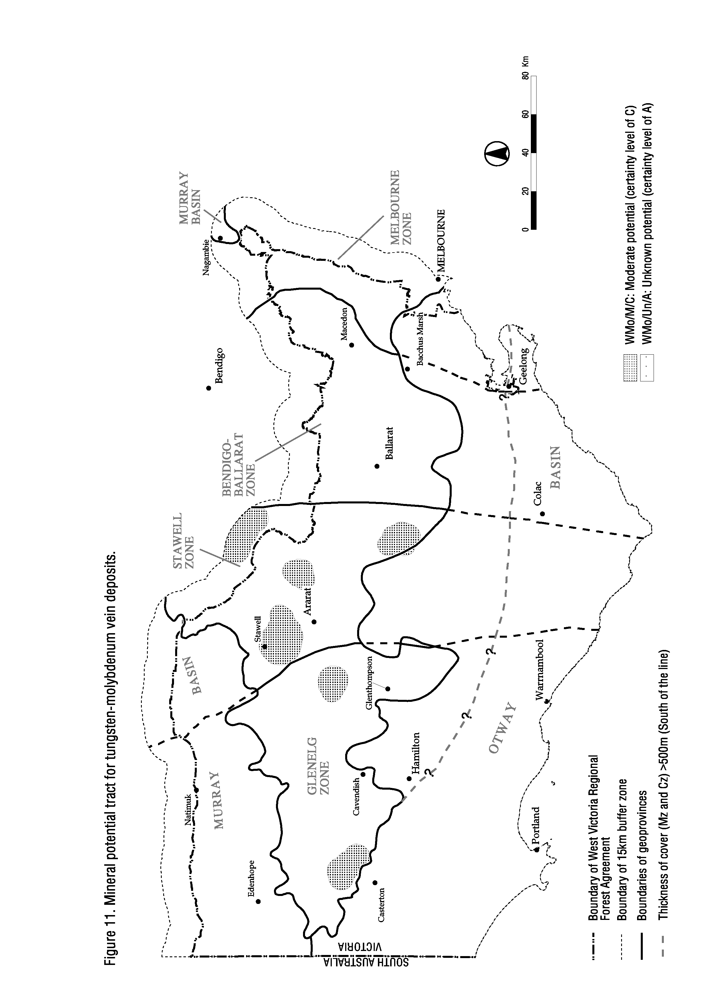 Figure 11. Mineral potential tract for tungsten-molybdenum vein deposits.
MURRAY
BASIN
Nagambie
STAWELL
ZONE
BENDIGO-
BALLARAT
ZONE
Bendigo
Natimuk
MURRAY
BASIN
Stawell
Ararat
Edenhope
GLENELG
ZONE
Macedon
MELBOURNE
ZONE
SOUTH AUSTRALIA
VICTORIA
Casterton
Cavendish
Hamilton
Glenthompson
Ballarat
Bacchus Marsh
MELBOURNE
?
?
?
?
Geelong
OTWAY
BASIN
Portland
Warrnambool
Colac
0
20
40
60
80 Km
Boundary of West Victoria Regional
Forest Agreement
Boundary of 15km buffer zone
Boundaries of geoprovinces
Thickness of cover (Mz and Cz) >500m (South of the line)
WMo/M/C: Moderate potential (certainty level of C)
WMo/Un/A: Unknown potential (certainty level of A)